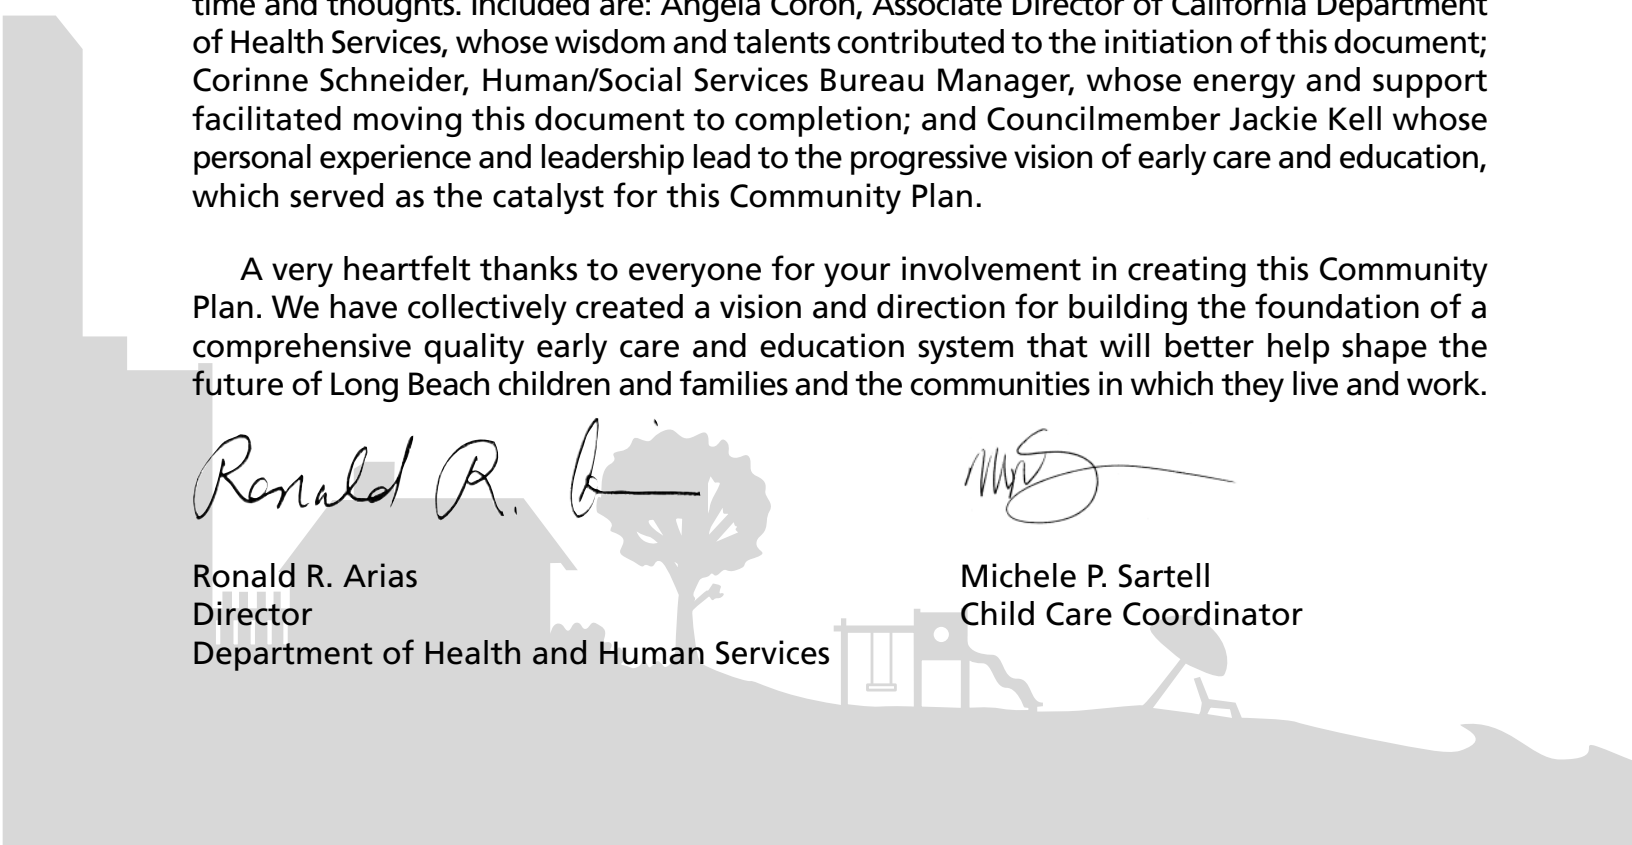 time and thoughts. Included are: Angela Coron, Associate Director of California Department
of Health Services, whose wisdom and talents contributed to the initiation of this document;
Corinne Schneider, Human/Social Services Bureau Manager, whose energy and support
facilitated moving this document to completion; and Councilmember Jackie Kell whose
personal experience and leadership lead to the progressive vision of early care and education,
which served as the catalyst for this Community Plan.
A very heartfelt thanks to everyone for your involvement in creating this Community
Plan. We have collectively created a vision and direction for building the foundation of a
comprehensive quality early care and education system that will better help shape the
future of Long Beach children and families and the communities in which they live and work.
Ronald R.
Ronald R. Arias
Director
Department of Health and Human Services
Michele P. Sartell
Child Care Coordinator